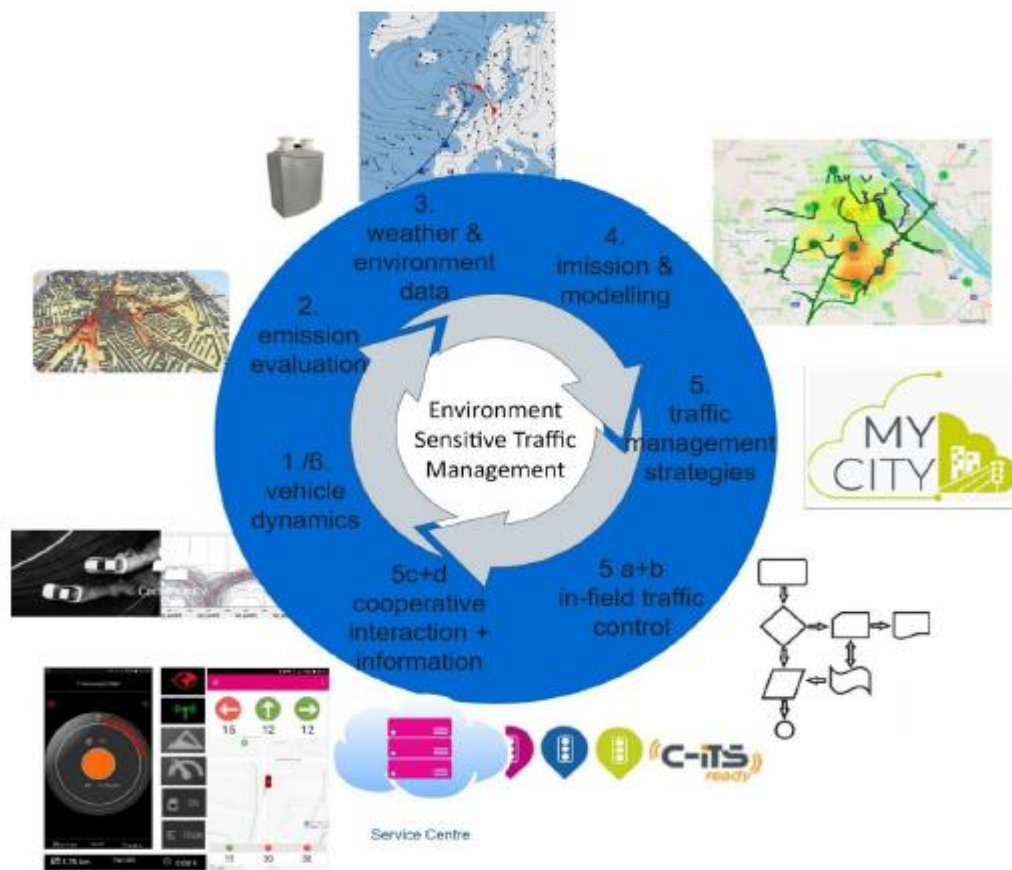 3.
weather &
environment
data
4.
imission &
modelling
2.
emission
evaluation
Environment
Sensitive Traffic
Management
5.
traffic
management
strategies
MY
CITY
1./6.
vehicle
dynamics
5c+d
cooperative
interaction +
information
5 a+b
in-field traffic
control
15 12 12
C-iTS
ready
Service Centre